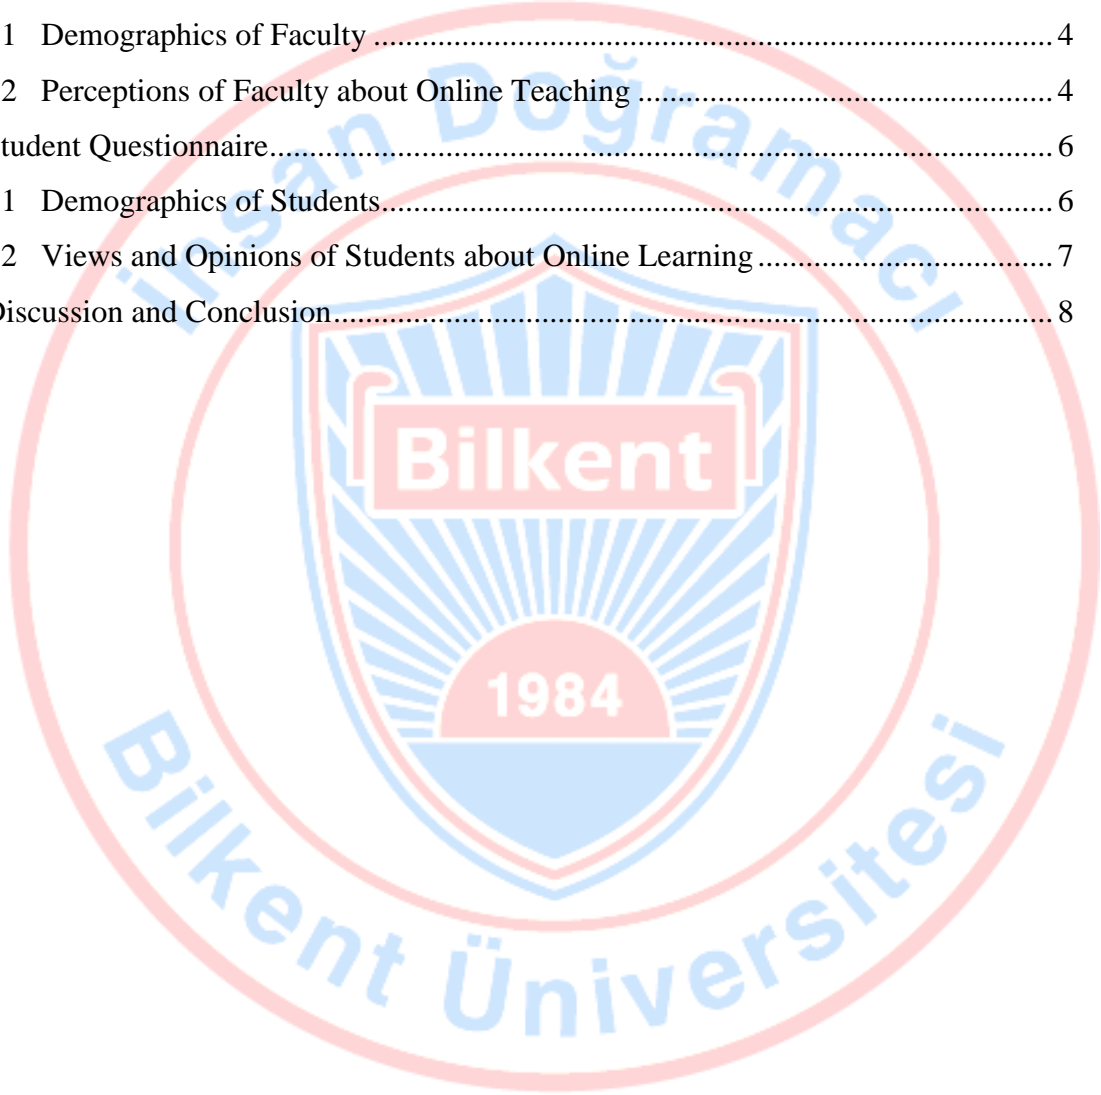 1 Demographics of Faculty ........................................................................................ 4
2 Perceptions of Faculty about Online Teaching ..................................................... 4
tudent Questionnaire..................................................................................................... 6
1 Demographics of Students...................................................................................... 6
2 Views and Opinions of Students about Online Learning ...................................... 7
Discussion and Conclusion............................................................................................ 8
İhsan Doğramacı
Bilkent
1984
Bilkent Üniversitesi